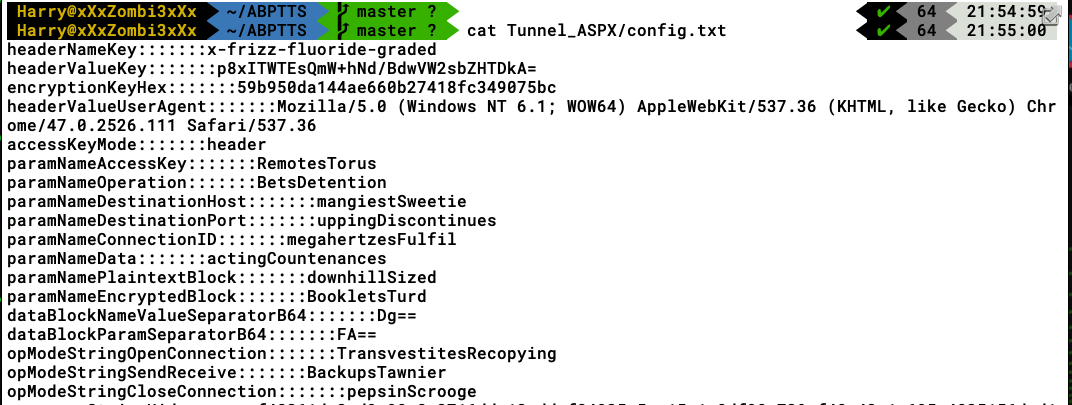 Harry@xXxZombi3xXx ~/ABPTTS master ? ✔ 64 21:54:59
Harry@xXxZombi3xXx ~/ABPTTS master ? cat Tunnel_ASPX/config.txt ✔ 64 21:55:00
headerNameKey:::::::x-frizz-fluoride-graded
headerValueKey:::::::p8xITWTEsQmW+hNd/BdwVW2sbZHTDkA=
encryptionKeyHex:::::::59b950da144ae660b27418fc349075bc
headerValueUserAgent:::::::Mozilla/5.0 (Windows NT 6.1; WOW64) AppleWebKit/537.36 (KHTML, like Gecko) Chr
ome/47.0.2526.111 Safari/537.36
accessKeyMode:::::::header
paramNameAccessKey:::::::RemotesTorus
paramNameOperation:::::::BetsDetention
paramNameDestinationHost:::::::mangiestSweetie
paramNameDestinationPort:::::::uppingDiscontinues
paramNameConnectionID:::::::megahertzesFulfil
paramNameData:::::::actingCountenances
paramNamePlaintextBlock:::::::downhillSized
paramNameEncryptedBlock:::::::BookletsTurd
dataBlockNameValueSeparatorB64:::::::Dg==
dataBlockParamSeparatorB64:::::::FA==
opModeStringOpenConnection:::::::TransvestitesRecopying
opModeStringSendReceive:::::::BackupsTawnier
opModeStringCloseConnection:::::::pepsinScrooge